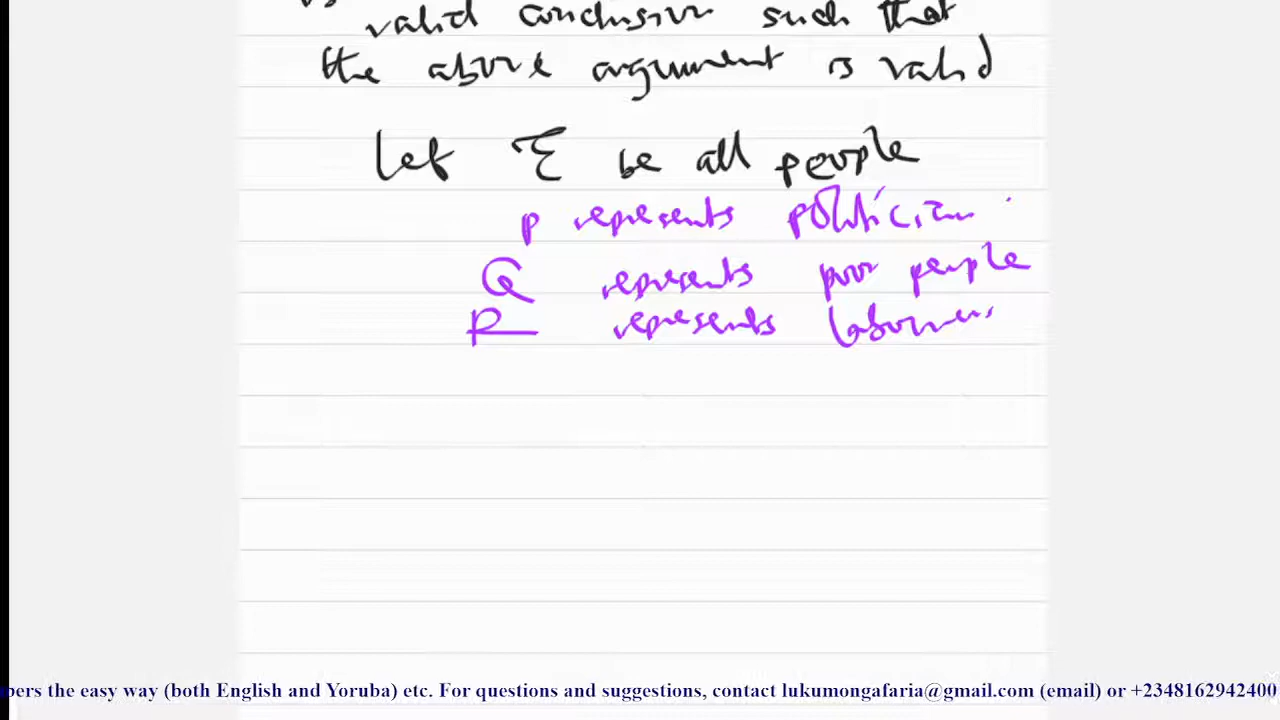 valid conclusion such that
the above argument is valid
Let ℰ be all people
P represents politician
Q represents poor people
R represents labourers
the easy way (both English and Yoruba) etc. For questions and suggestions, contact lukumongafaria@gmail.com (email) or +2348162942400